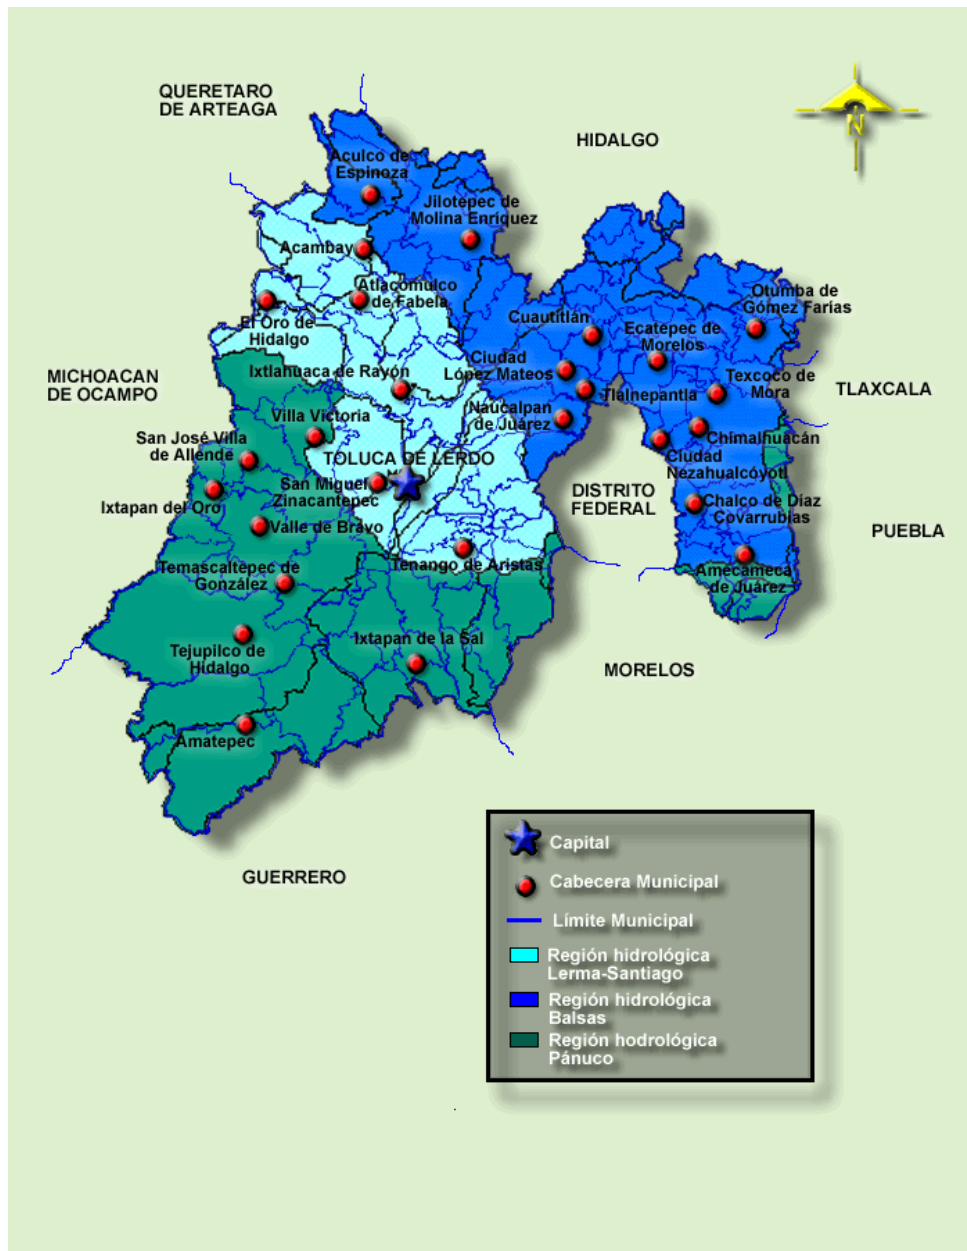 QUERETARO
DE ARTEAGA
HIDALGO
N
Aculco de
Espinoza
Jilotepec de
Molina Enríquez
Acambay
Atlacomulco
de Fabela
Otumba de
Gómez Farías
El Oro de
Hidalgo
Cuautitlán
Ecatepec de
Morelos
Ixtlahuaca de Rayón
Ciudad
López Mateos
Texcoco de
Mora
MICHOACAN
DE OCAMPO
TLAXCALA
Tlalnepantla
Villa Victoria
Naucalpan
de Juárez
San José Villa
de Allende
Chimalhuacán
TOLUCA DE LERDO
Ciudad
Nezahualcóyotl
San Miguel
Zinacantepec
DISTRITO
FEDERAL
Ixtapan del Oro
Chalco de Díaz
Covarrubias
Valle de Bravo
PUEBLA
Temascaltepec de
González
Tenango de Aristas
Amecameca
de Juárez
Tejupilco de
Hidalgo
Ixtapan de la Sal
MORELOS
Amatepec
GUERRERO
Capital
Cabecera Municipal
Límite Municipal
Región hidrológica
Lerma-Santiago
Región hidrológica
Balsas
Región hodrológica
Pánuco